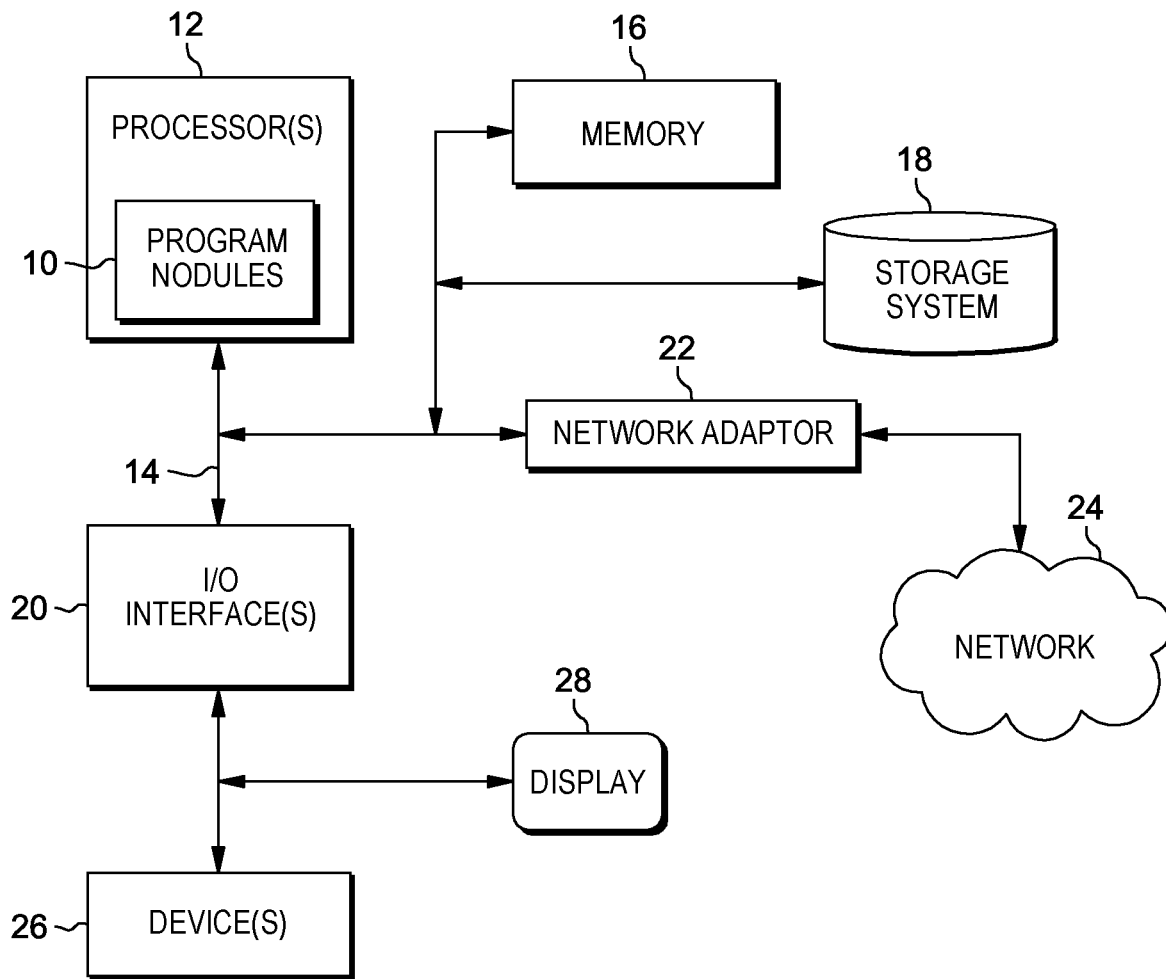 12
PROCESSOR(S)
10
PROGRAM
NODULES
16
MEMORY
18
STORAGE
SYSTEM
22
NETWORK ADAPTOR
14
24
NETWORK
20
I/O
INTERFACE(S)
28
DISPLAY
26
DEVICE(S)